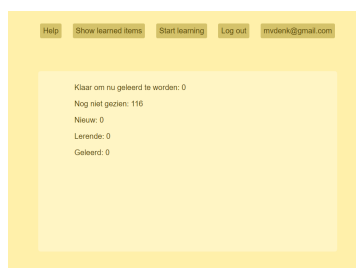 Help Show learned items Start learning Log out mvdenk@gmail.com
Klaar om nu geleerd te worden: 0
Nog niet gezien: 116
Nieuw: 0
Lerende: 0
Geleerd: 0